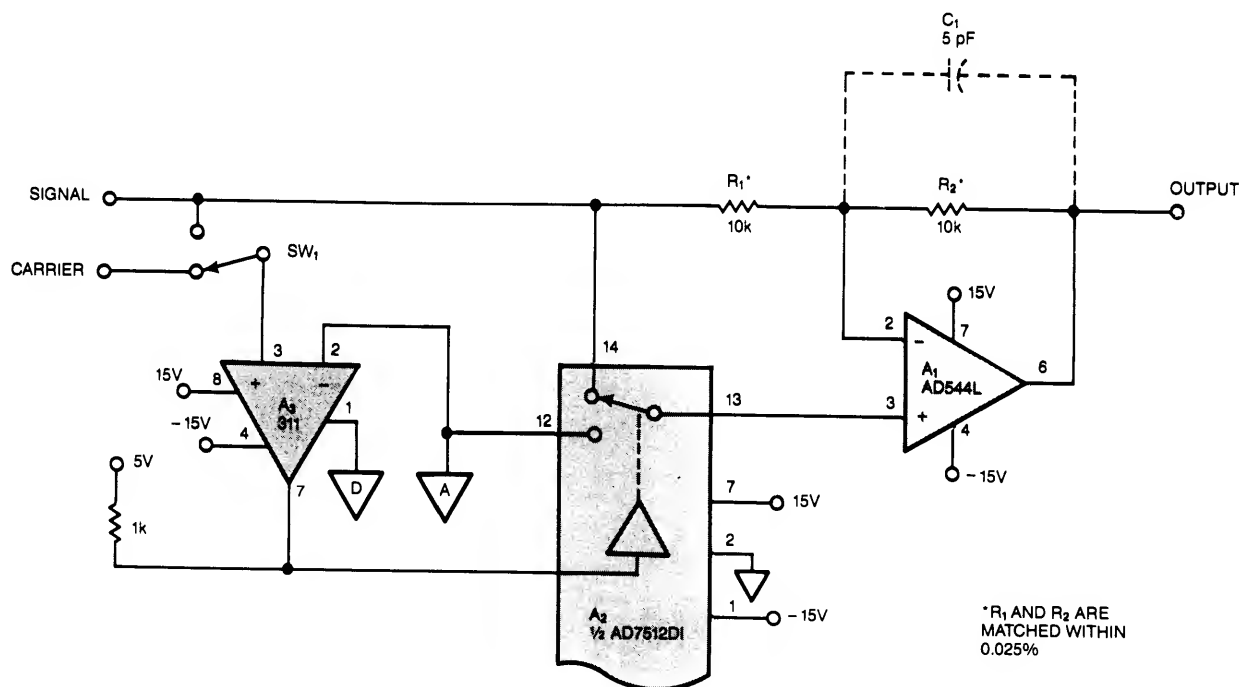 C₁
5 pF
SIGNAL
R₁*
10k
R₂*
10k
OUTPUT
CARRIER
SW₁
15V
3
2
14
2
7
6
15V
8
+
−
A₃
311
1
−15V
4
12
13
3
−
+
A₁
AD544L
4
−15V
5V
7
D
A
7
15V
1k
2
A₂
½ AD7512DI
1
−15V
*R₁ AND R₂ ARE
MATCHED WITHIN
0.025%